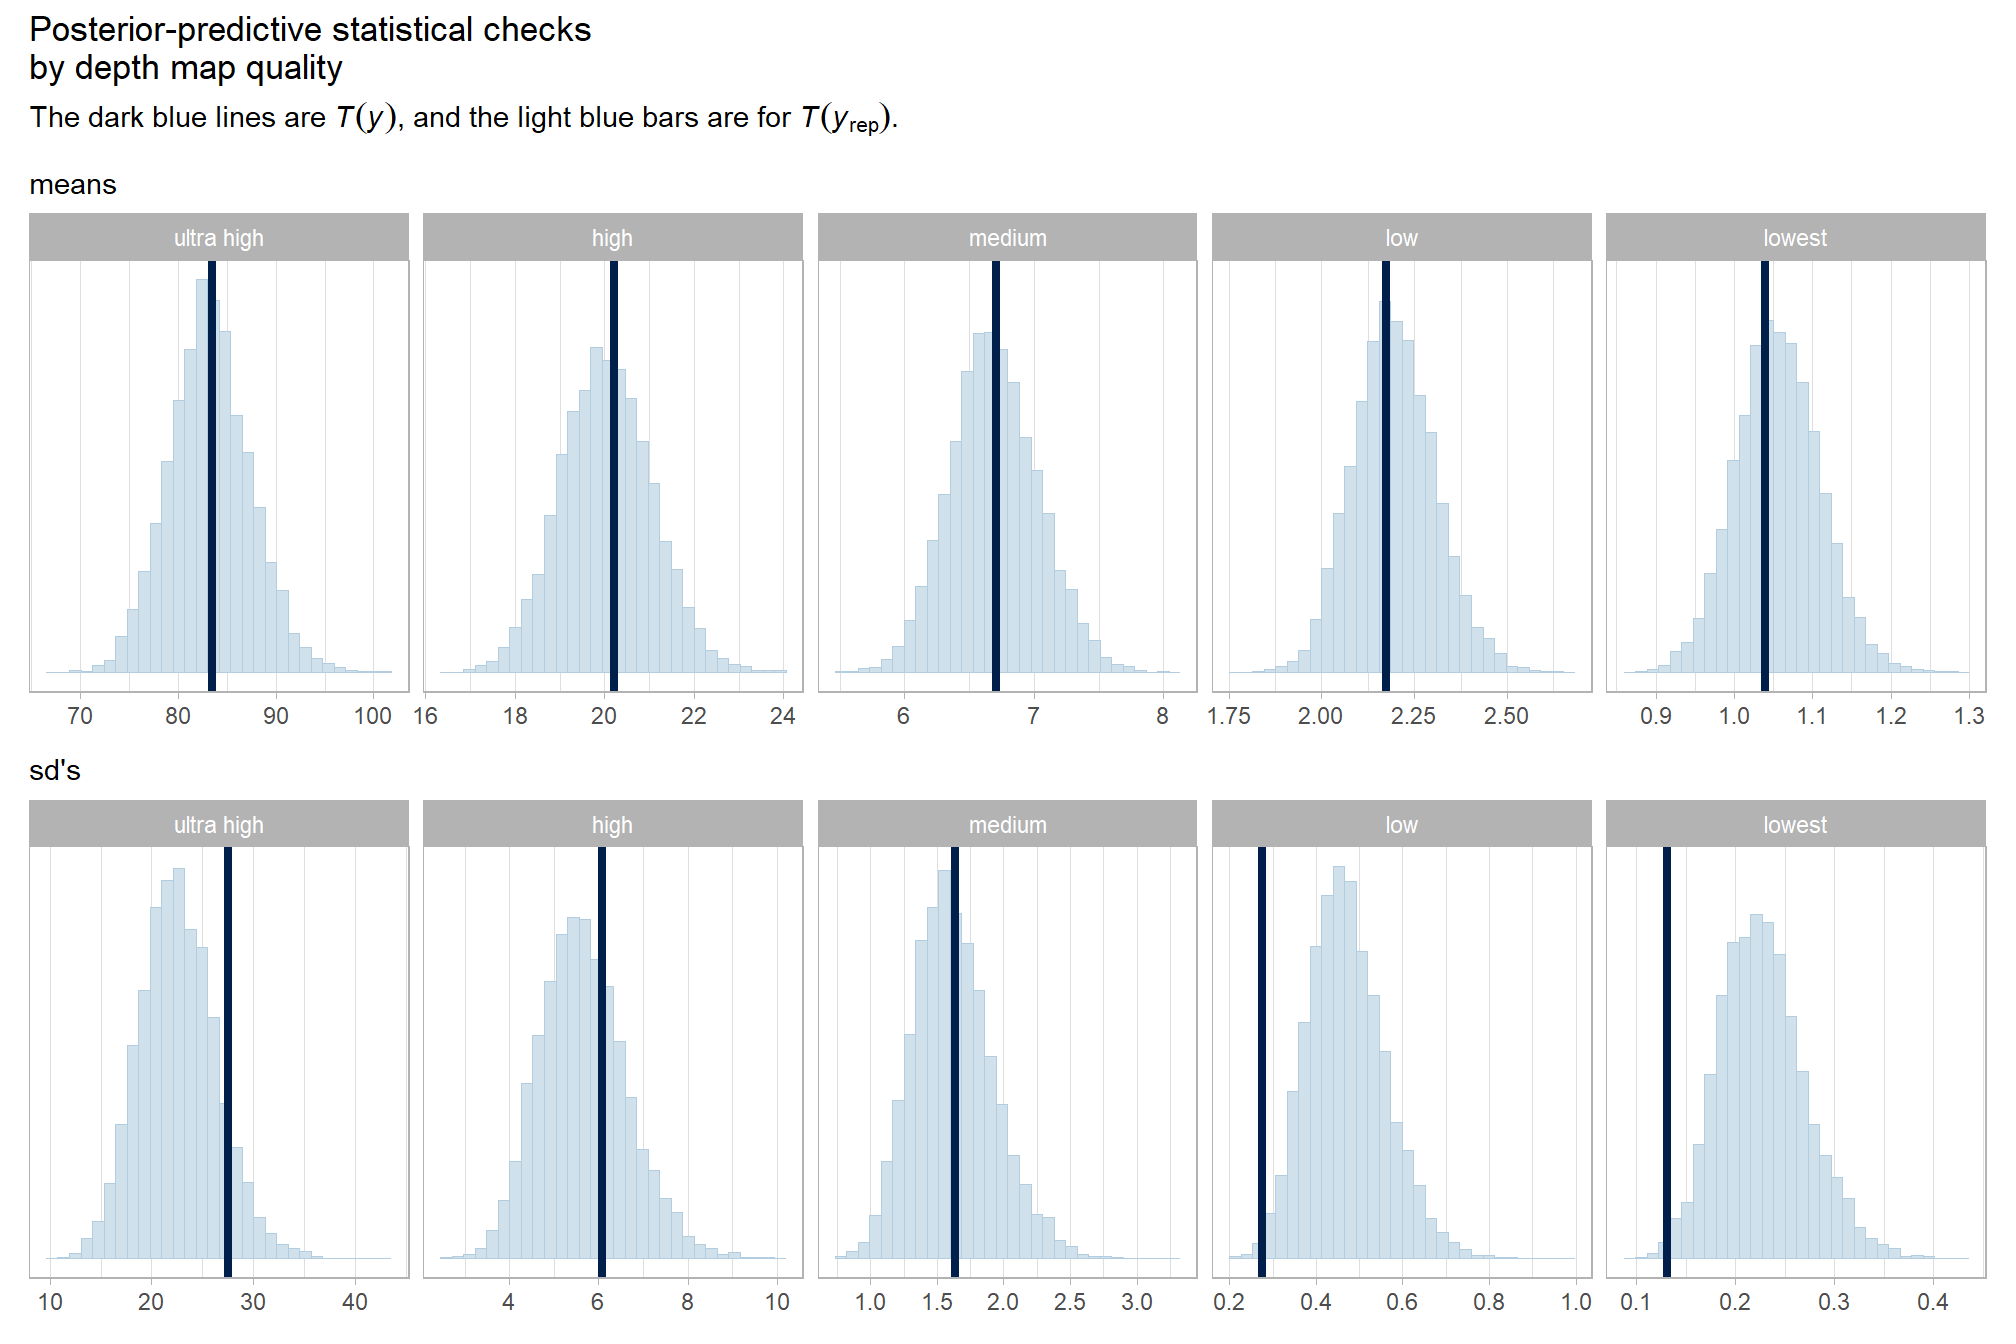 Posterior-predictive statistical checks
by depth map quality
The dark blue lines are T(y), and the light blue bars are for T(y_rep).
means
ultra high high medium low lowest
70 80 90 100 16 18 20 22 24 6 7 8 1.75 2.00 2.25 2.50 0.9 1.0 1.1 1.2 1.3
sd's
ultra high high medium low lowest
10 20 30 40 4 6 8 10 1.0 1.5 2.0 2.5 3.0 0.2 0.4 0.6 0.8 1.0 0.1 0.2 0.3 0.4